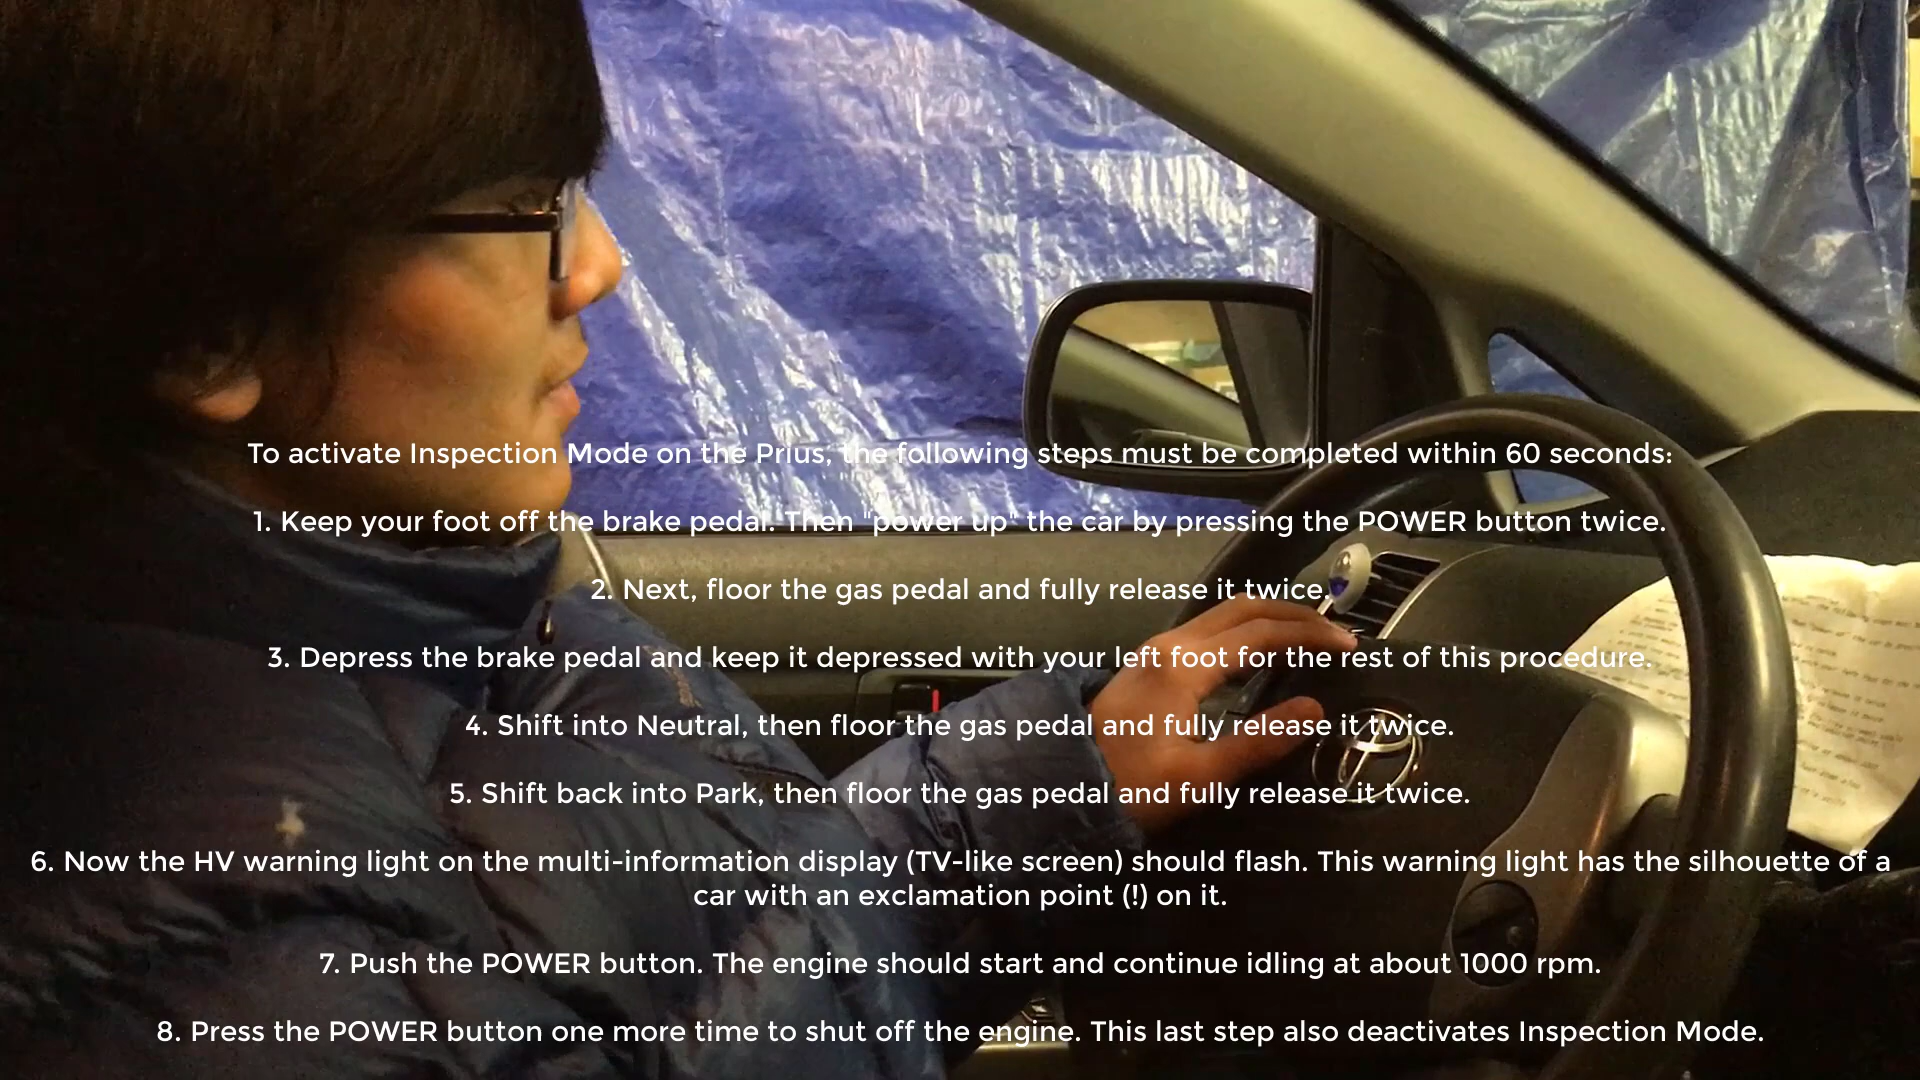 To activate Inspection Mode on the Prius, the following steps must be completed within 60 seconds:
1. Keep your foot off the brake pedal. Then "power up" the car by pressing the POWER button twice.
2. Next, floor the gas pedal and fully release it twice.
3. Depress the brake pedal and keep it depressed with your left foot for the rest of this procedure.
4. Shift into Neutral, then floor the gas pedal and fully release it twice.
5. Shift back into Park, then floor the gas pedal and fully release it twice.
6. Now the HV warning light on the multi-information display (TV-like screen) should flash. This warning light has the silhouette of a
car with an exclamation point (!) on it.
7. Push the POWER button. The engine should start and continue idling at about 1000 rpm.
8. Press the POWER button one more time to shut off the engine. This last step also deactivates Inspection Mode.